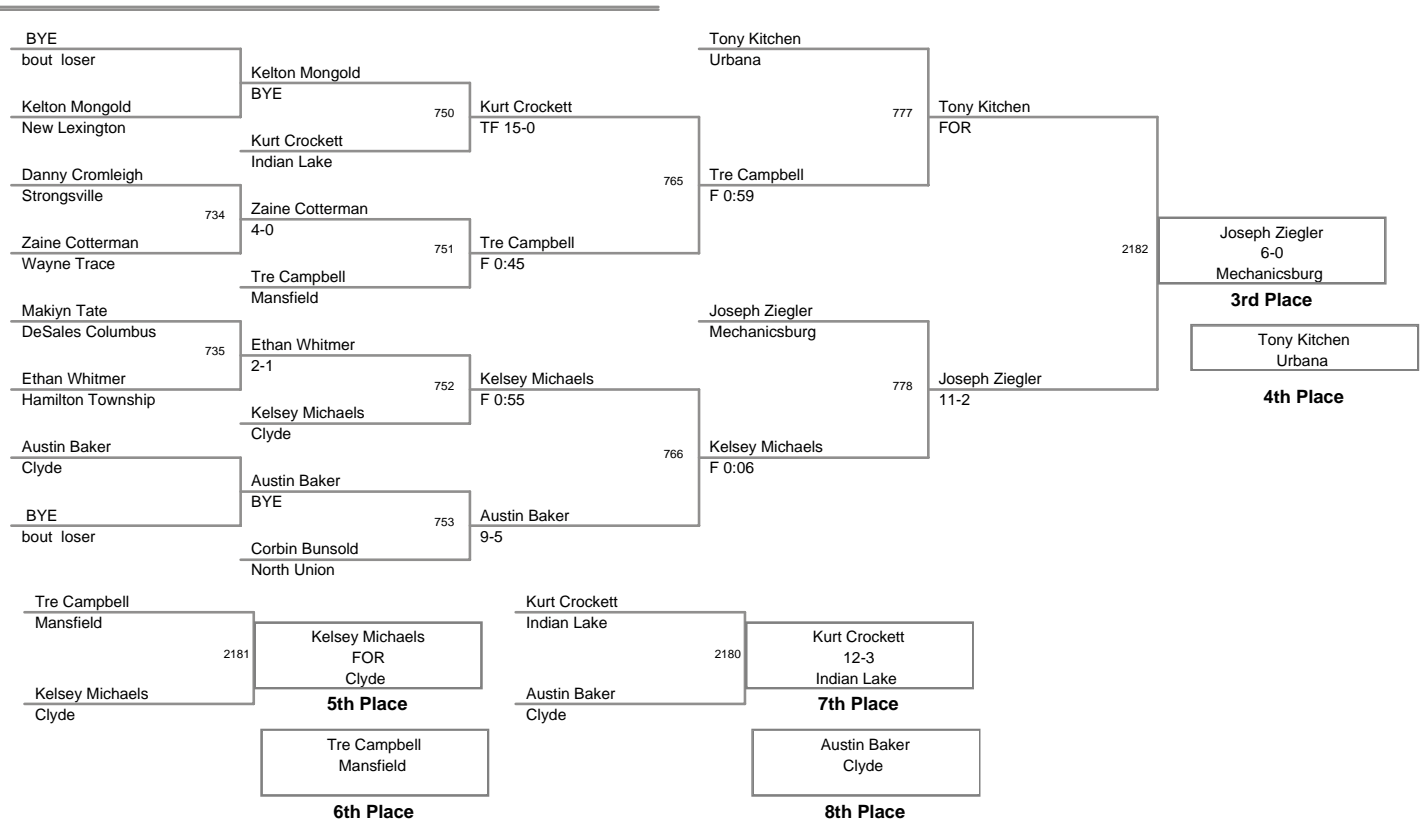 BYE
bout loser
Kelton Mongold
BYE
Kelton Mongold
New Lexington
750
Kurt Crockett
TF 15-0
Kurt Crockett
Indian Lake
Danny Cromleigh
Strongsville
734
Zaine Cotterman
4-0
Zaine Cotterman
Wayne Trace
751
Tre Campbell
F 0:45
Tre Campbell
Mansfield
765
Tre Campbell
F 0:59
Tony Kitchen
Urbana
777
Tony Kitchen
FOR
Makiyn Tate
DeSales Columbus
735
Ethan Whitmer
2-1
Ethan Whitmer
Hamilton Township
752
Kelsey Michaels
F 0:55
Kelsey Michaels
Clyde
Austin Baker
Clyde
Austin Baker
BYE
BYE
bout loser
753
Austin Baker
9-5
Corbin Bunsold
North Union
766
Kelsey Michaels
F 0:06
Joseph Ziegler
Mechanicsburg
778
Joseph Ziegler
11-2
2182
Joseph Ziegler
6-0
Mechanicsburg
3rd Place
Tony Kitchen
Urbana
4th Place
Tre Campbell
Mansfield
2181
Kelsey Michaels
Clyde
Kelsey Michaels
FOR
Clyde
5th Place
Tre Campbell
Mansfield
6th Place
Kurt Crockett
Indian Lake
2180
Austin Baker
Clyde
Kurt Crockett
12-3
Indian Lake
7th Place
Austin Baker
Clyde
8th Place